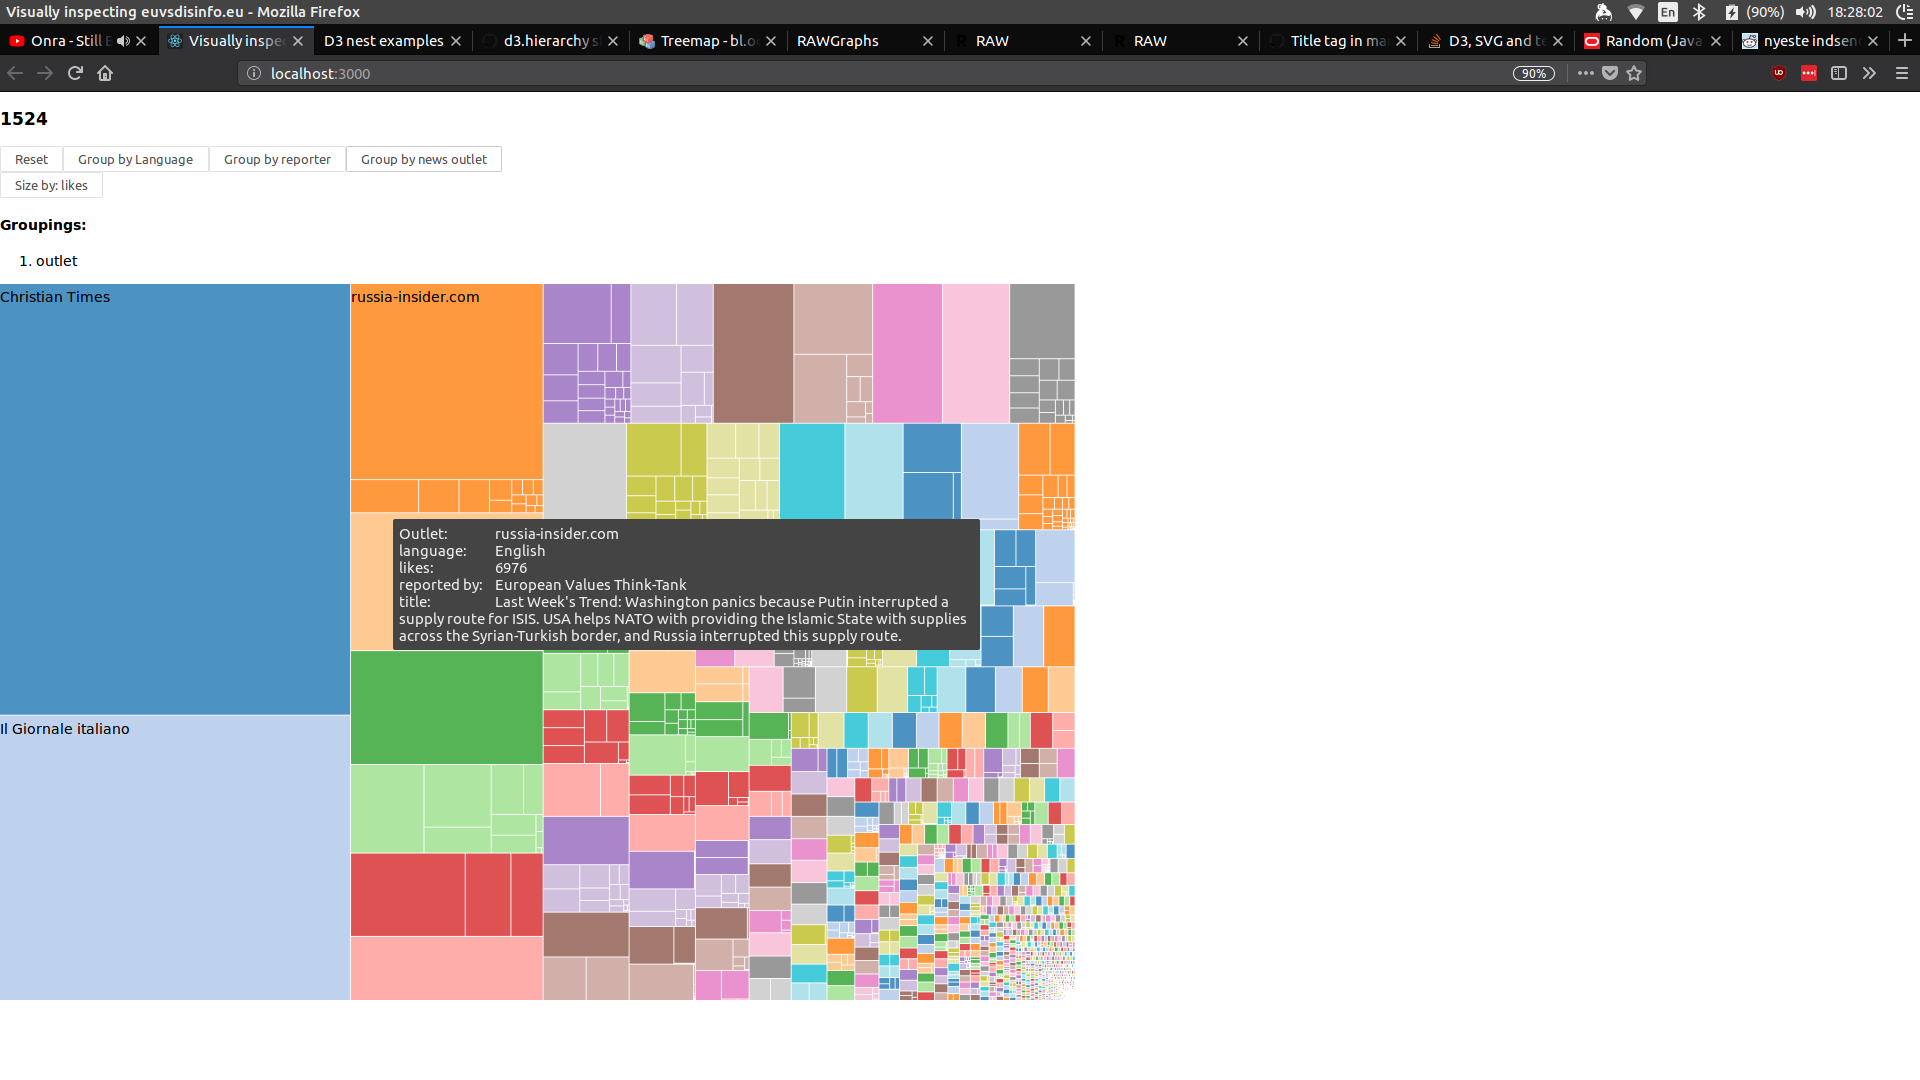 Visually inspecting euvsdisinfo.eu - Mozilla Firefox
En (90%) 18:28:02
Onra - Still
Visually inspec
D3 nest examples
d3.hierarchy
Treemap - bl.o
RAWGraphs
RAW
RAW
Title tag in ma
D3, SVG and te
Random (Java
nyeste indsen
localhost:3000
90%
1524
Reset Group by Language Group by reporter Group by news outlet
Size by: likes
Groupings:
1. outlet
Christian Times
russia-insider.com
Outlet: russia-insider.com
language: English
likes: 6976
reported by: European Values Think-Tank
title: Last Week's Trend: Washington panics because Putin interrupted a
supply route for ISIS. USA helps NATO with providing the Islamic State with supplies
across the Syrian-Turkish border, and Russia interrupted this supply route.
Il Giornale italiano